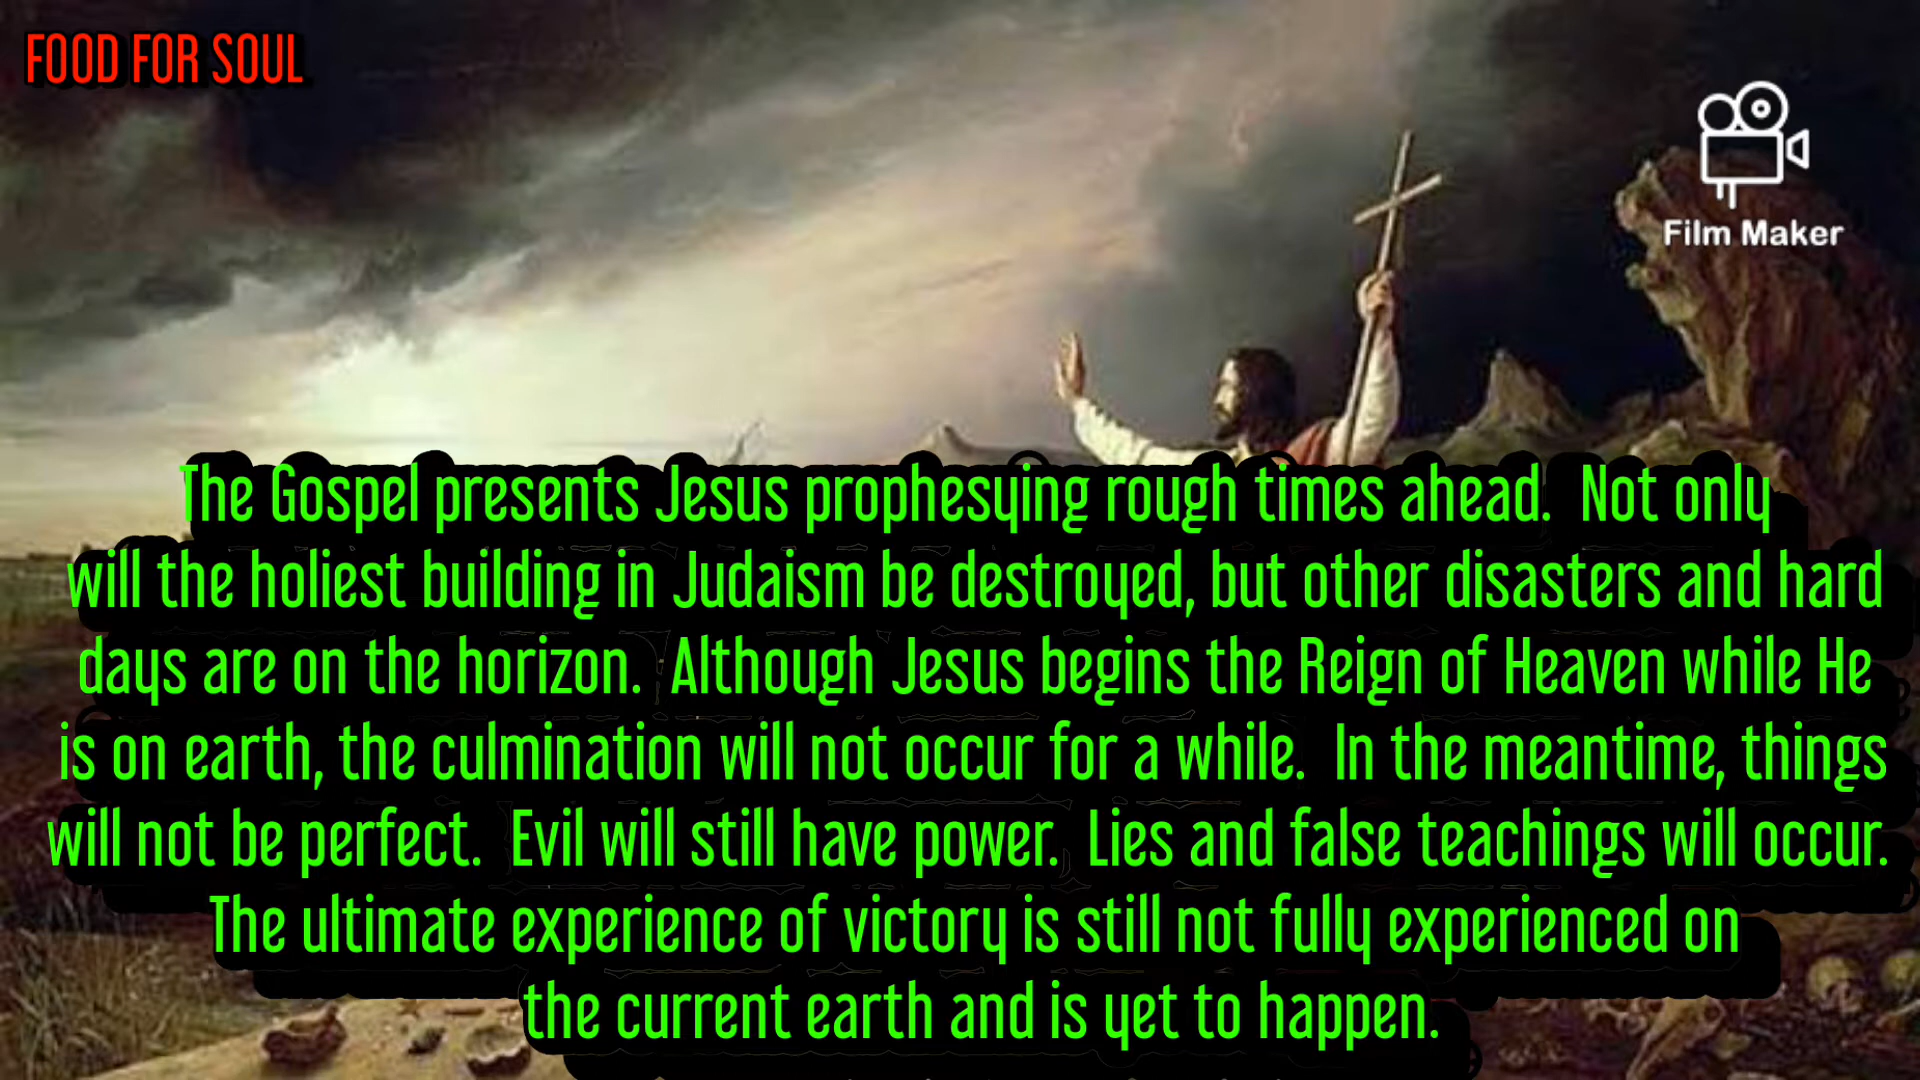 FOOD FOR SOUL
Film Maker
The Gospel presents Jesus prophesying rough times ahead.  Not only
will the holiest building in Judaism be destroyed, but other disasters and hard
days are on the horizon.  Although Jesus begins the Reign of Heaven while He
is on earth, the culmination will not occur for a while.  In the meantime, things
will not be perfect.  Evil will still have power.  Lies and false teachings will occur.
The ultimate experience of victory is still not fully experienced on
the current earth and is yet to happen.